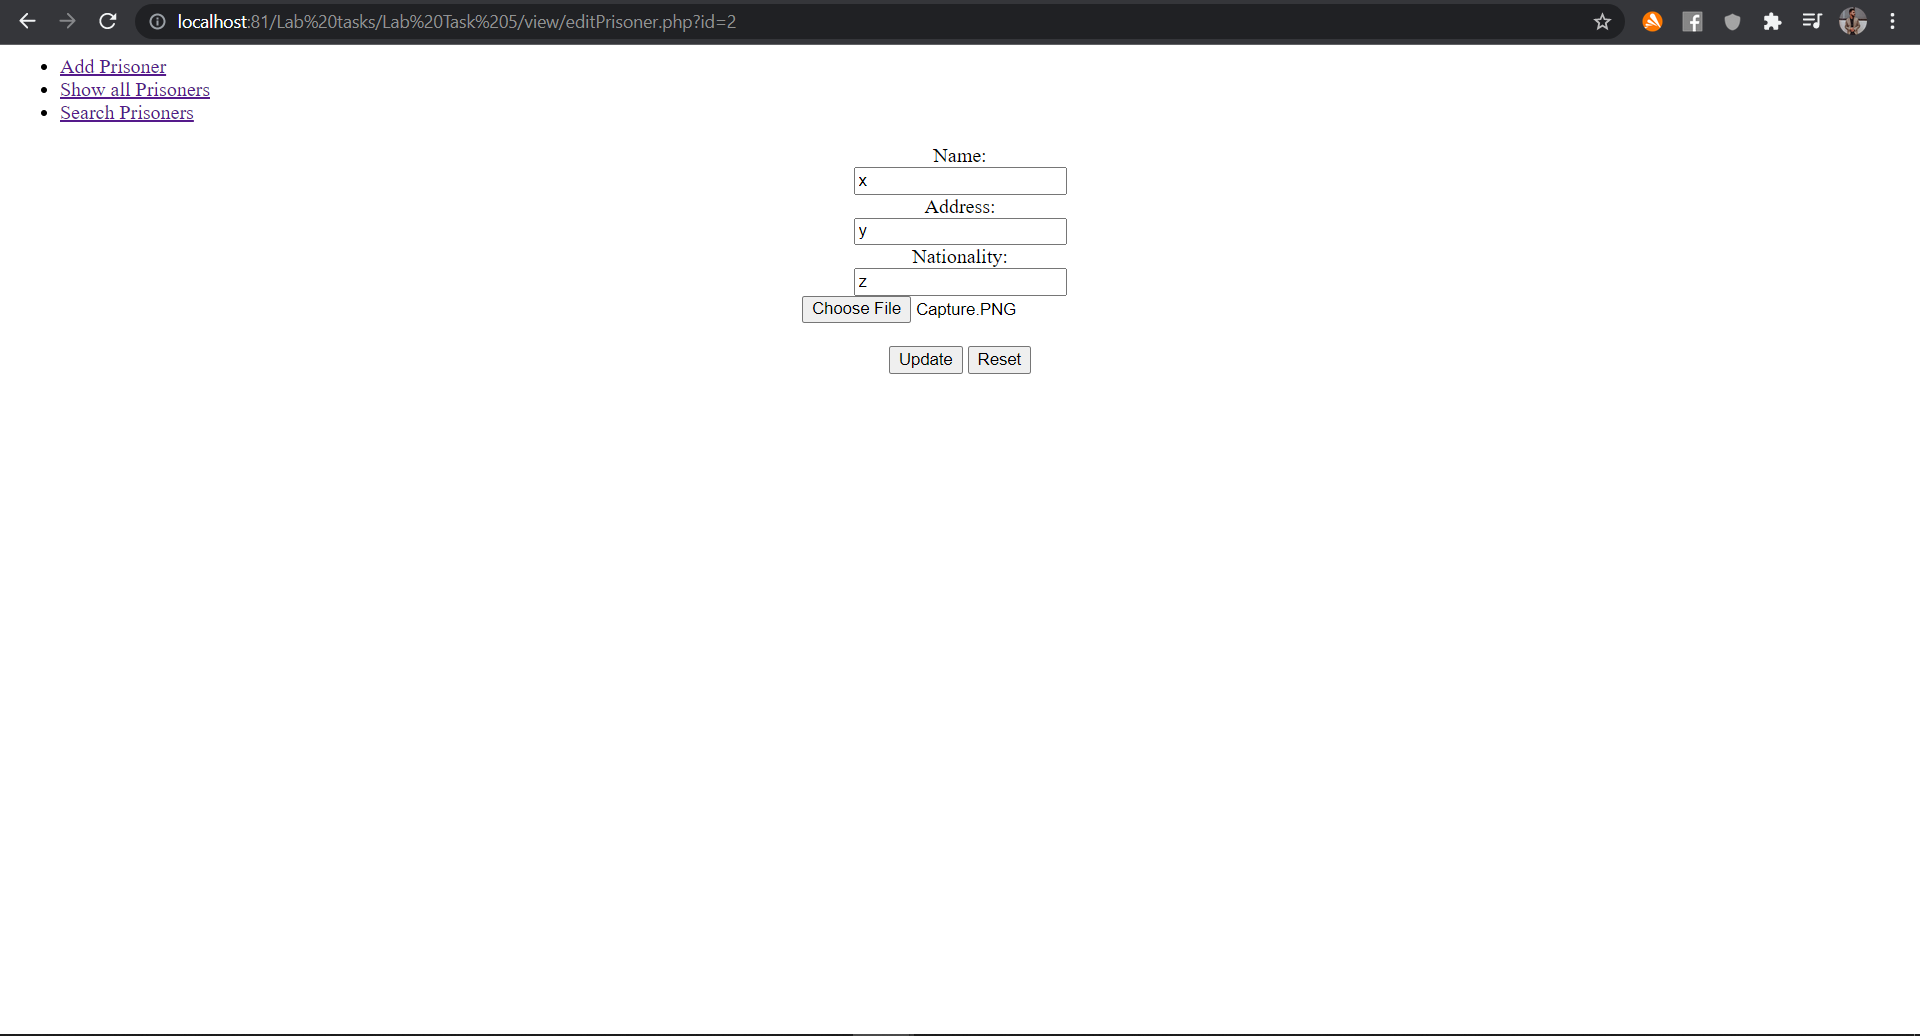 localhost:81/Lab%20tasks/Lab%20Task%205/view/editPrisoner.php?id=2
Add Prisoner
Show all Prisoners
Search Prisoners
Name:
x
Address:
y
Nationality:
z
Choose File Capture.PNG
Update Reset